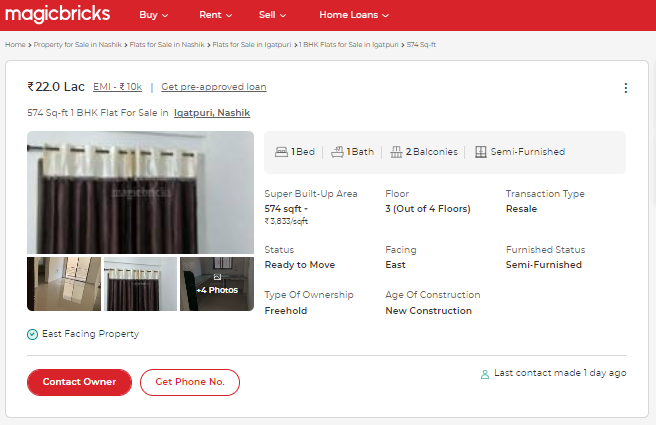 magicbricks
Buy Rent Sell Home Loans
Home > Property for Sale in Nashik > Flats for Sale in Nashik > Flats for Sale in Igatpuri > 1 BHK Flats for Sale in Igatpuri > 574 Sq-ft
₹22.0 Lac EMI - ₹10k | Get pre-approved loan
574 Sq-ft 1 BHK Flat For Sale in Igatpuri, Nashik
magicbricks
+4 Photos
East Facing Property
1 Bed 1 Bath 2 Balconies Semi-Furnished
Super Built-Up Area
574 sqft -
₹3,833/sqft
Floor
3 (Out of 4 Floors)
Transaction Type
Resale
Status
Ready to Move
Facing
East
Furnished Status
Semi-Furnished
Type Of Ownership
Freehold
Age Of Construction
New Construction
Contact Owner Get Phone No.
Last contact made 1 day ago